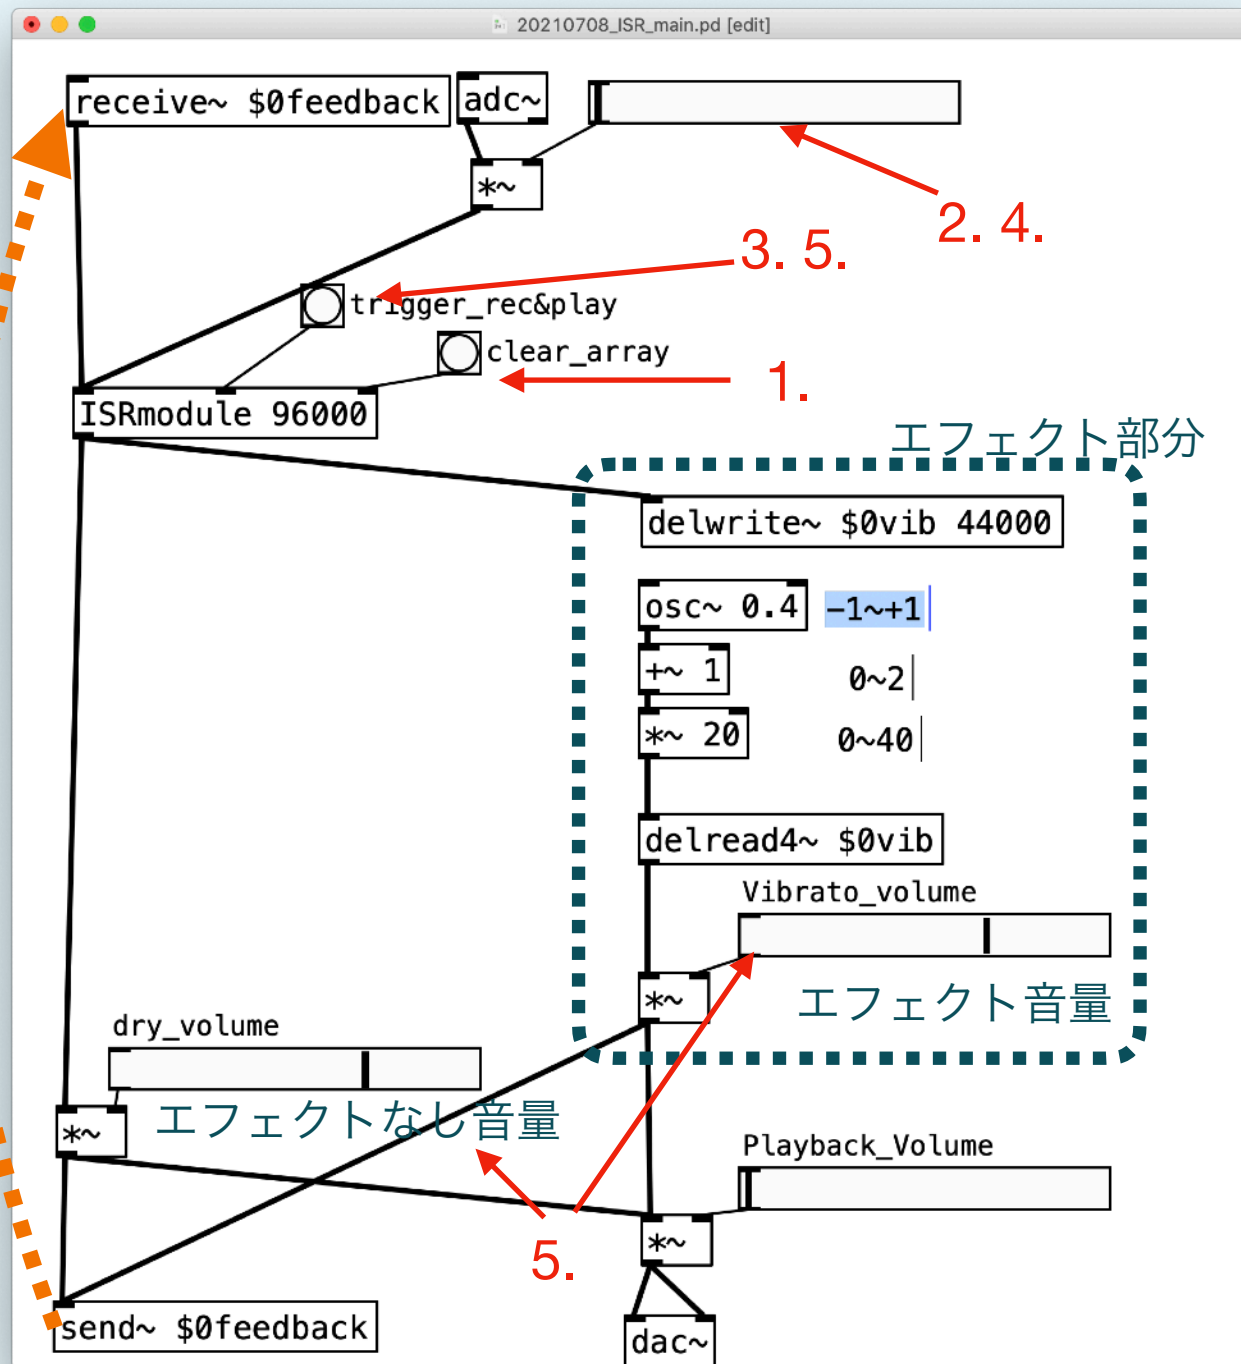 20210708_ISR_main.pd [edit]
receive~ $0feedback
adc~
*~
2. 4.
3. 5.
trigger_rec&play
clear_array
1.
ISRmodule 96000
エフェクト部分
delwrite~ $0vib 44000
osc~ 0.4
-1~+1
+~ 1
0~2
*~ 20
0~40
delread4~ $0vib
Vibrato_volume
*~
エフェクト音量
dry_volume
*~
エフェクトなし音量
Playback_Volume
*~
5.
send~ $0feedback
dac~